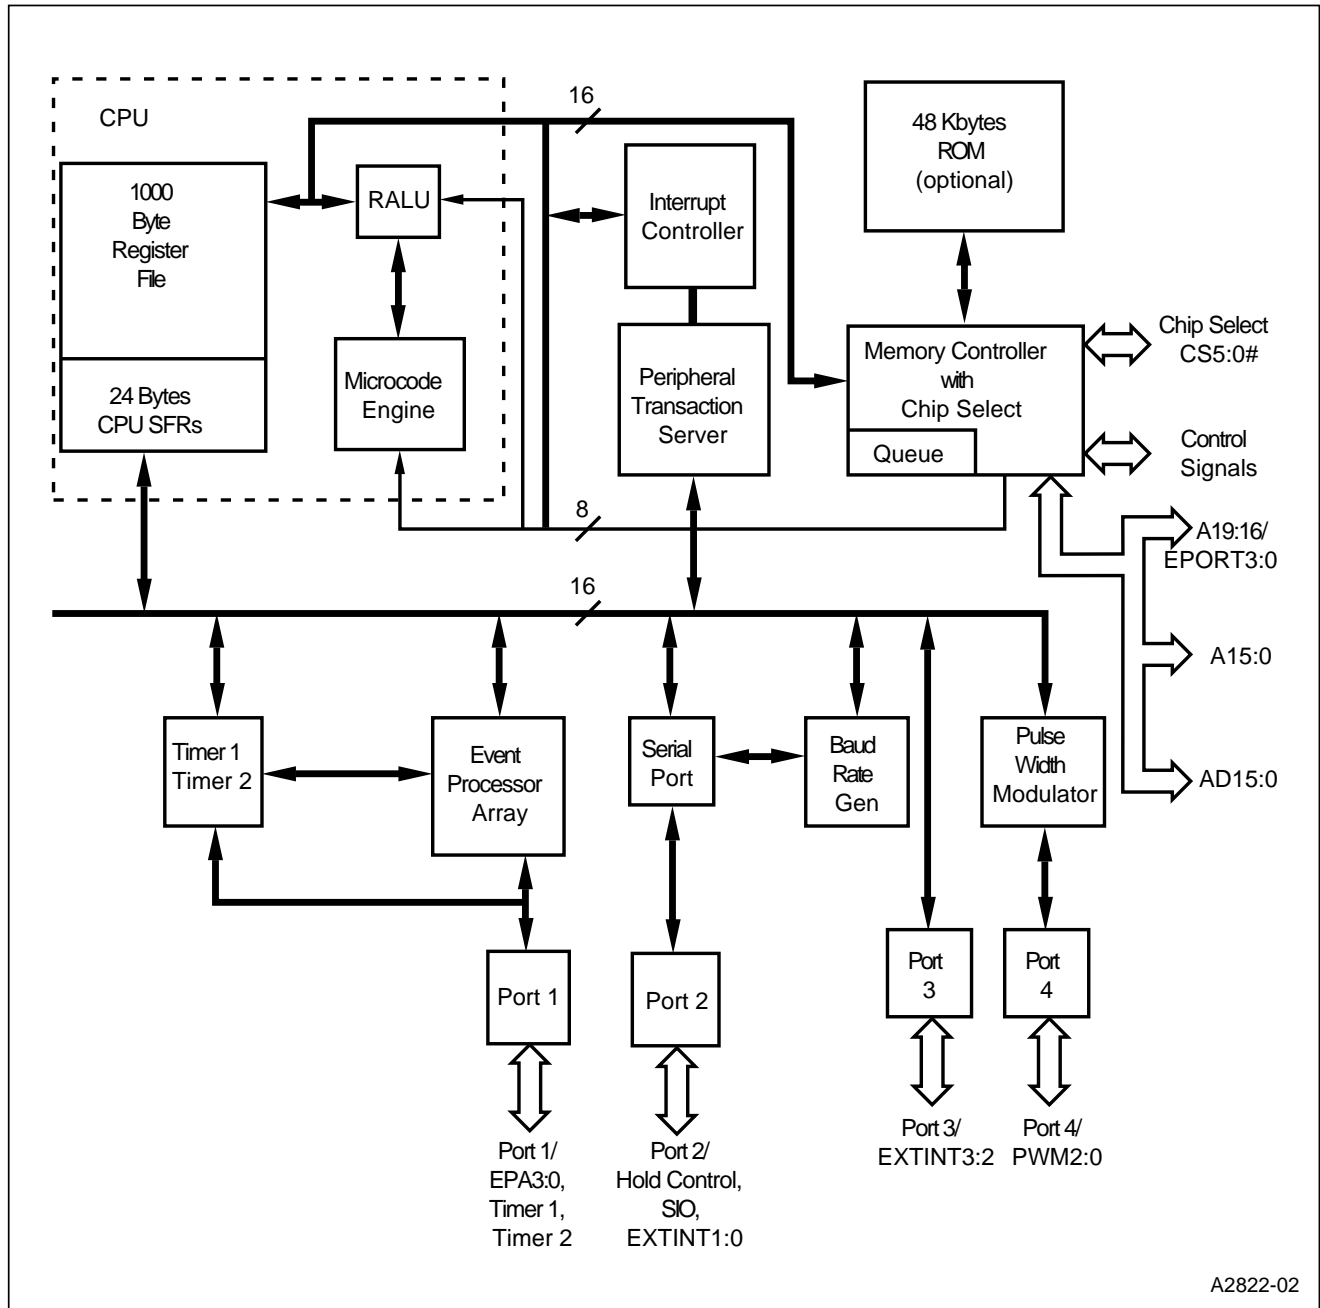 CPU
16
1000
Byte
Register
File
RALU
24 Bytes
CPU SFRs
Microcode
Engine
Interrupt
Controller
Peripheral
Transaction
Server
48 Kbytes
ROM
(optional)
Memory Controller
with
Chip Select
Queue
Chip Select
CS5:0#
Control
Signals
8
A19:16/
EPORT3:0
A15:0
AD15:0
16
Timer 1
Timer 2
Event
Processor
Array
Serial
Port
Baud
Rate
Gen
Pulse
Width
Modulator
Port 1
Port 2
Port
3
Port
4
Port 1/
EPA3:0,
Timer 1,
Timer 2
Port 2/
Hold Control,
SIO,
EXTINT1:0
Port 3/
EXTINT3:2
Port 4/
PWM2:0
A2822-02